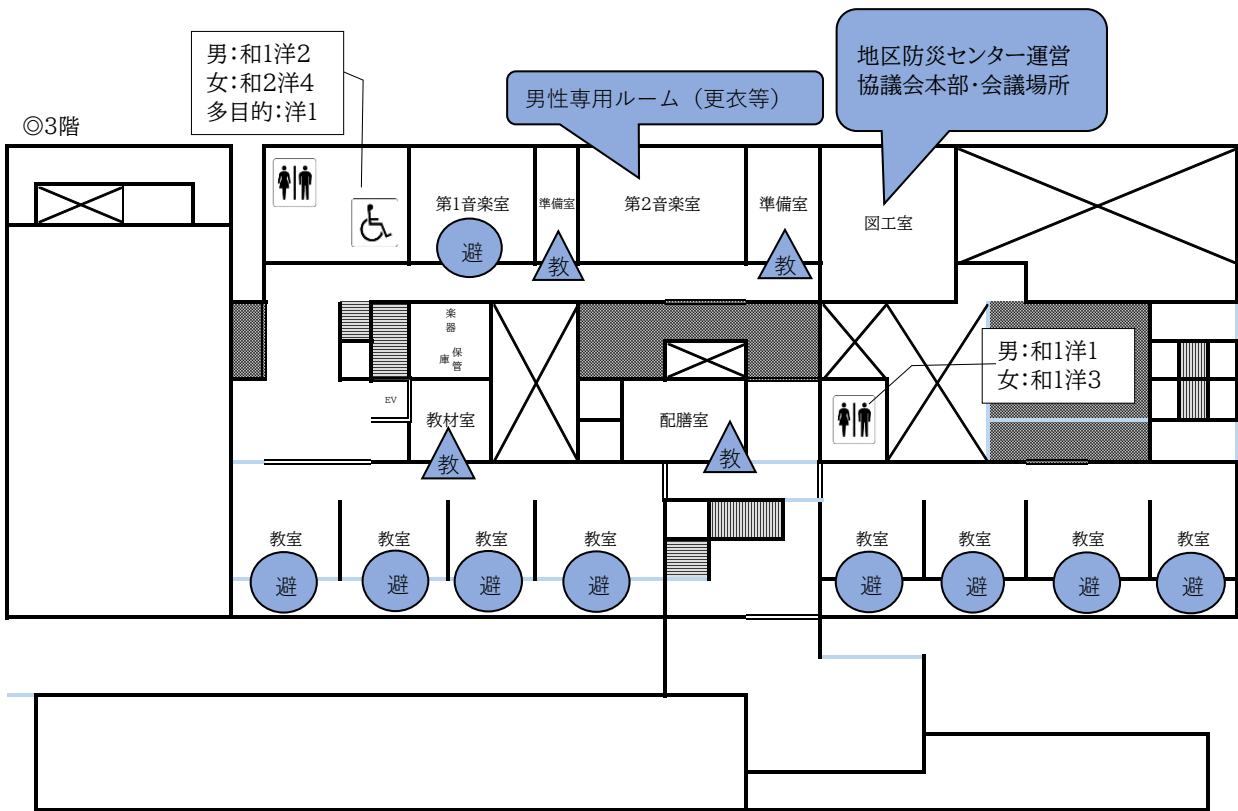 男:和1洋2
女:和2洋4
多目的:洋1
男性専用ルーム（更衣等）
地区防災センター運営
協議会本部・会議場所
◎3階
第1音楽室
準備室
第2音楽室
準備室
図工室
避
教
教
楽器
保管庫
男:和1洋1
女:和1洋3
EV
教材室
配膳室
教
教
教室
教室
教室
教室
教室
教室
教室
教室
避
避
避
避
避
避
避
避